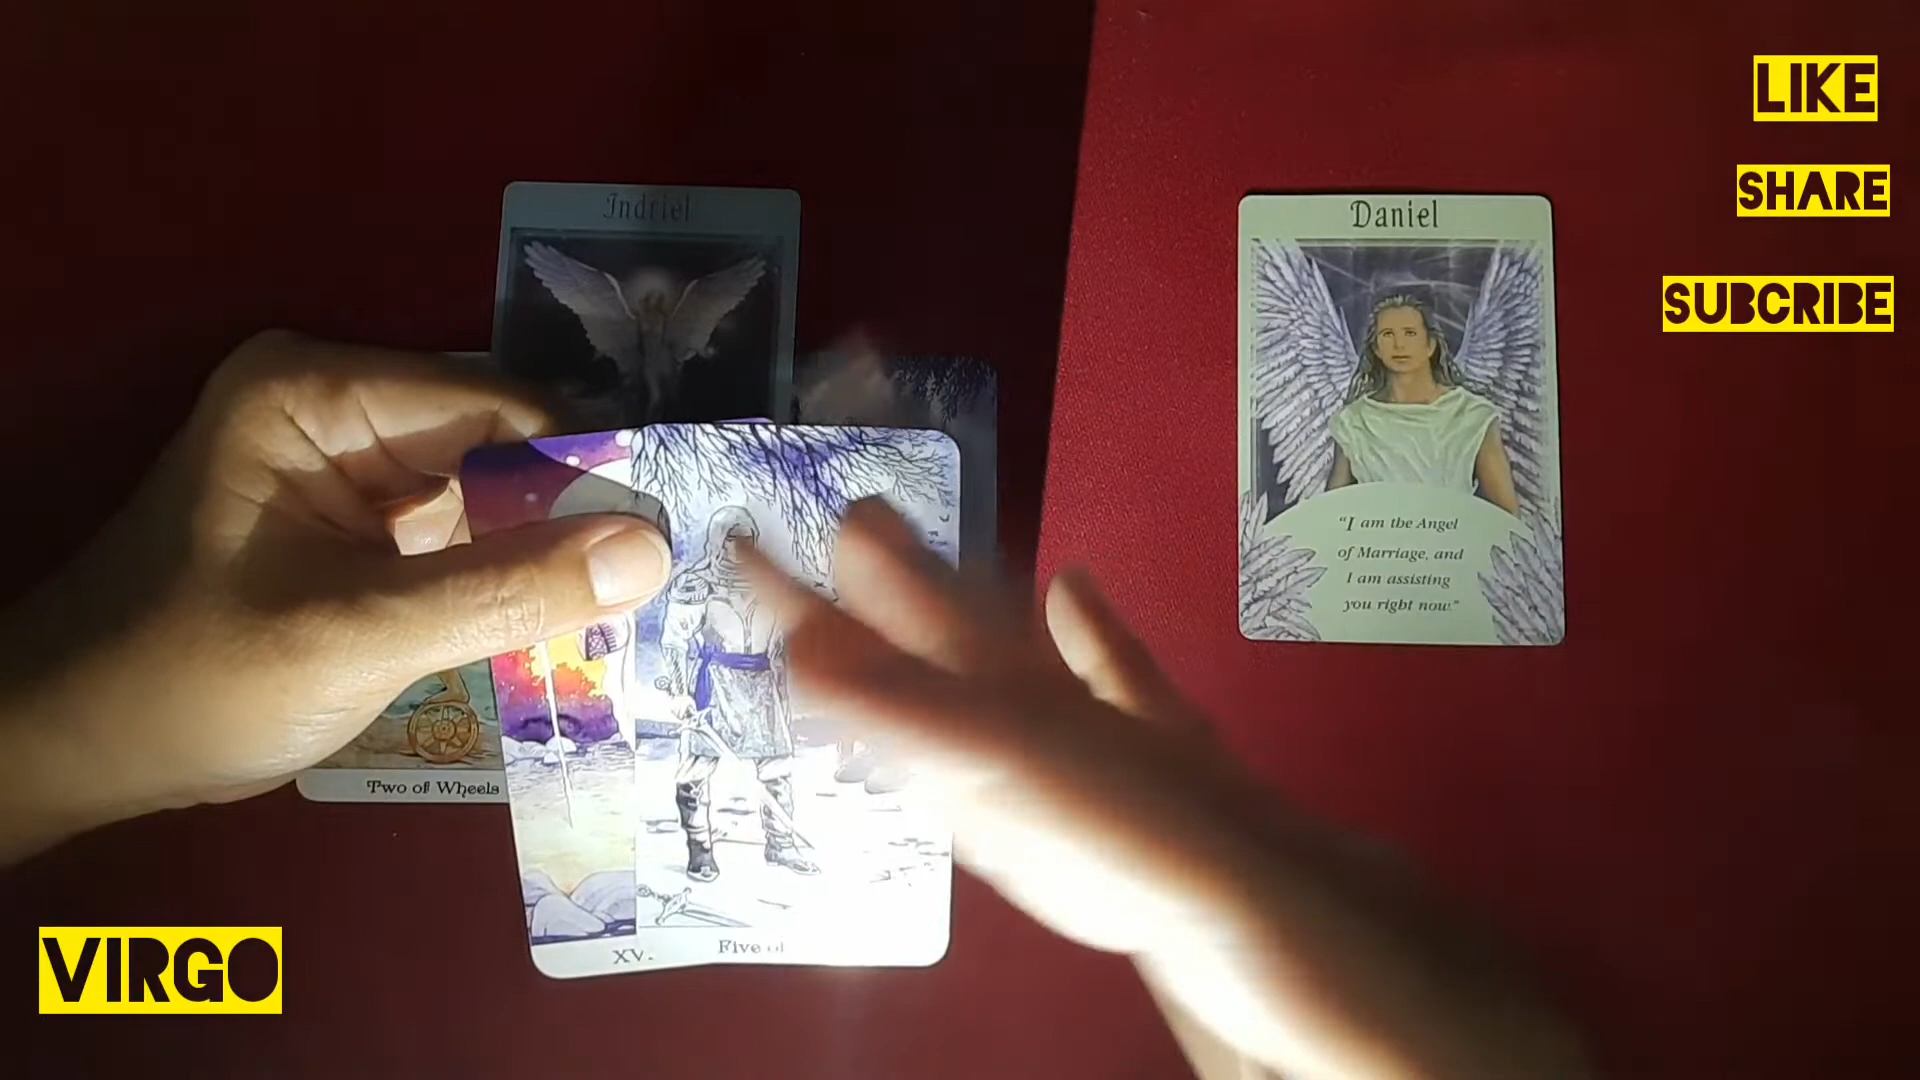 LIKE
SHARE
SUBCRIBE
Indriel
Daniel
"I am the Angel
of Marriage, and
I am assisting
you right now."
Two of Wheels
XV.
Five of
VIRGO